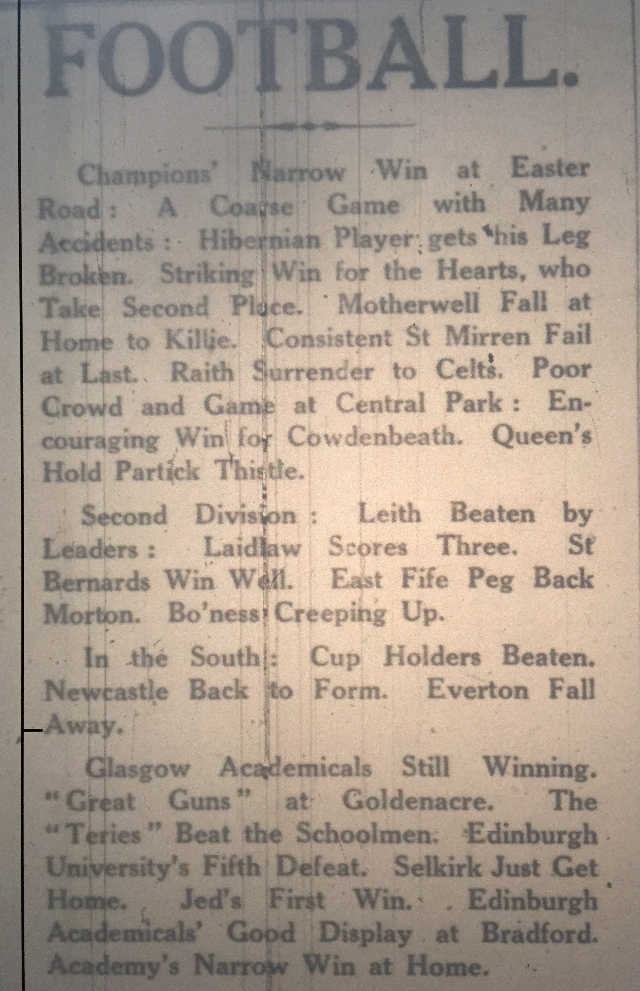 FOOTBALL.
Champions' Narrow Win at Easter
Road: A Coarse Game with Many
Accidents: Hibernian Player gets his Leg
Broken. Striking Win for the Hearts, who
Take Second Place. Motherwell Fall at
Home to Killie. Consistent St Mirren Fail
at Last. Raith Surrender to Celts. Poor
Crowd and Game at Central Park: En-
couraging Win for Cowdenbeath. Queen's
Hold Partick Thistle.
Second Division: Leith Beaten by
Leaders: Laidlaw Scores Three. St
Bernards Win Well. East Fife Peg Back
Morton. Bo'ness Creeping Up.
In the South: Cup Holders Beaten.
Newcastle Back to Form. Everton Fall
Away.
Glasgow Academicals Still Winning.
"Great Guns" at Goldenacre. The
"Teries" Beat the Schoolmen. Edinburgh
University's Fifth Defeat. Selkirk Just Get
Home. Jed's First Win. Edinburgh
Academicals' Good Display at Bradford.
Academy's Narrow Win at Home.